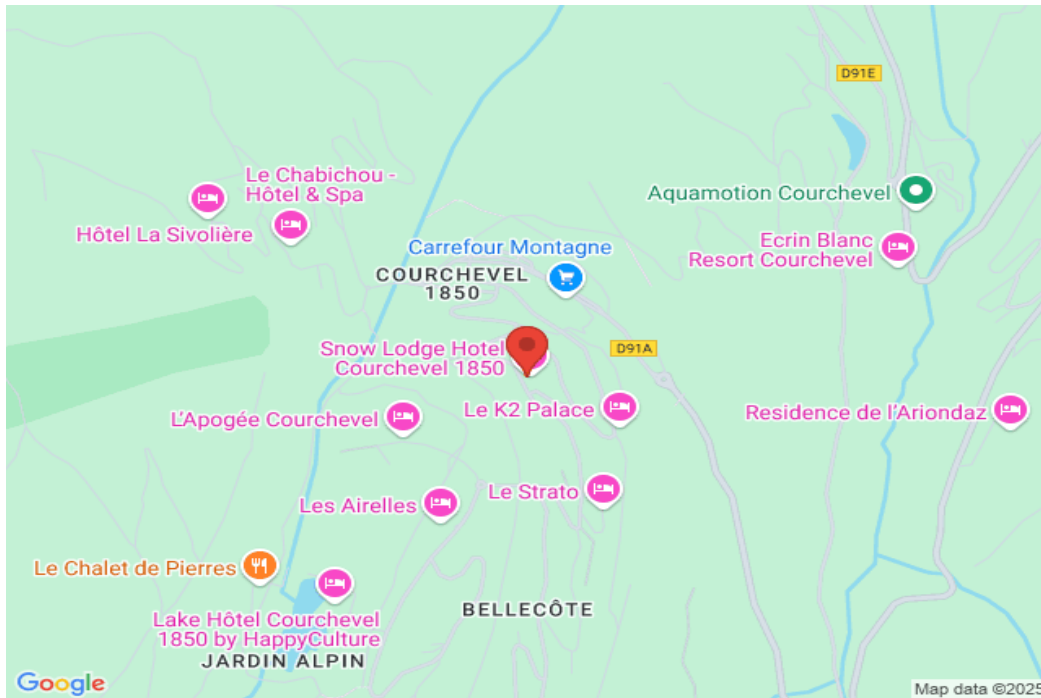 D91E
Le Chabichou -
Hôtel & Spa
Aquamotion Courchevel
Hôtel La Sivolière
Ecrin Blanc
Resort Courchevel
Carrefour Montagne
COURCHEVEL
1850
Snow Lodge Hotel
Courchevel 1850
D91A
L'Apogée Courchevel
Le K2 Palace
Residence de l'Ariondaz
Les Airelles
Le Strato
Le Chalet de Pierres
Lake Hôtel Courchevel
1850 by HappyCulture
BELLECÔTE
JARDIN ALPIN
Google
Map data ©2025